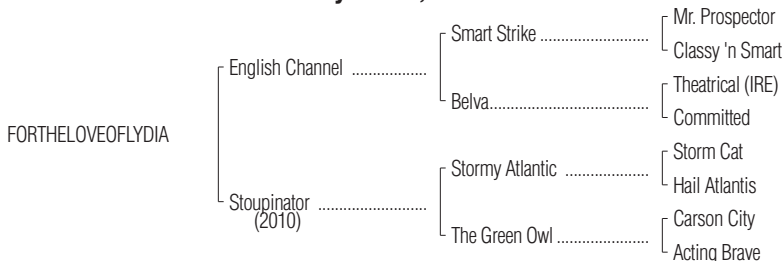 Smart Strike ....................
Mr. Prospector
Classy 'n Smart
English Channel ..................
Belva.....................................
Theatrical (IRE)
Committed
FORTHELOVEOFLYDIA
Stormy Atlantic ...................
Storm Cat
Hail Atlantis
Stoupinator ..........................
(2010)
The Green Owl .....................
Carson City
Acting Brave